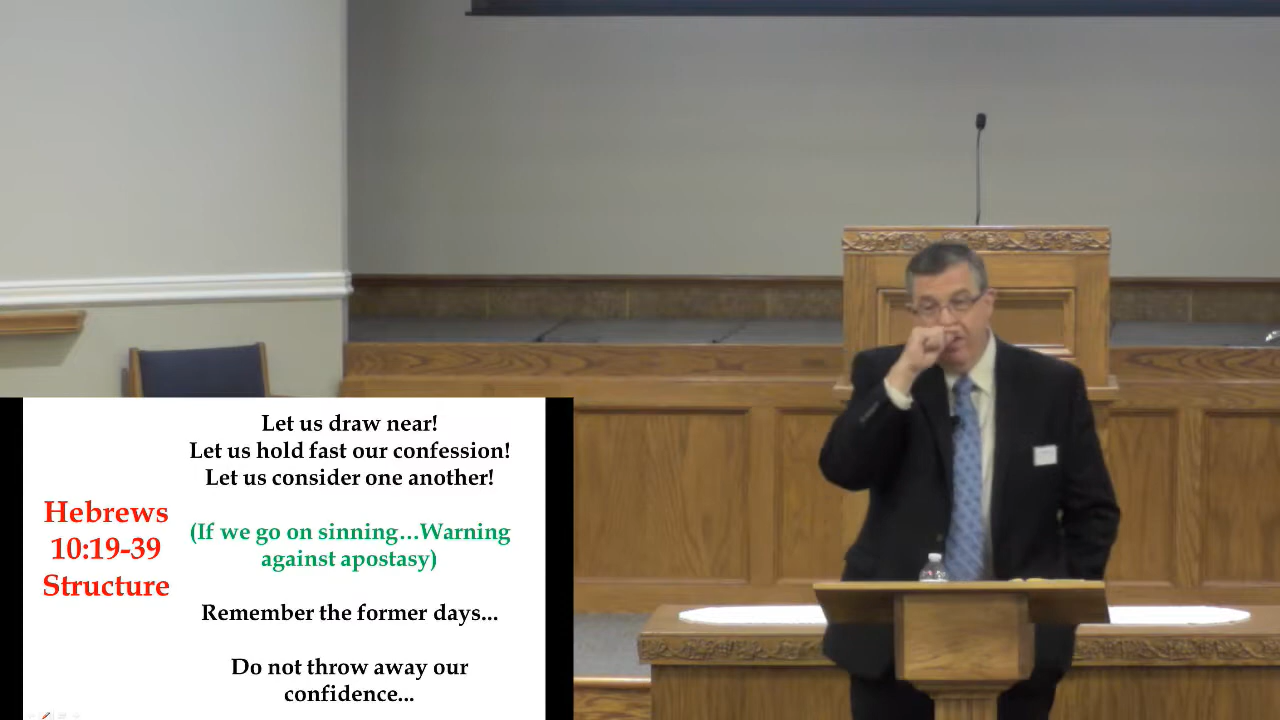 Let us draw near!
Let us hold fast our confession!
Let us consider one another!
Hebrews
10:19-39
Structure
(If we go on sinning...Warning
against apostasy)
Remember the former days...
Do not throw away our
confidence...